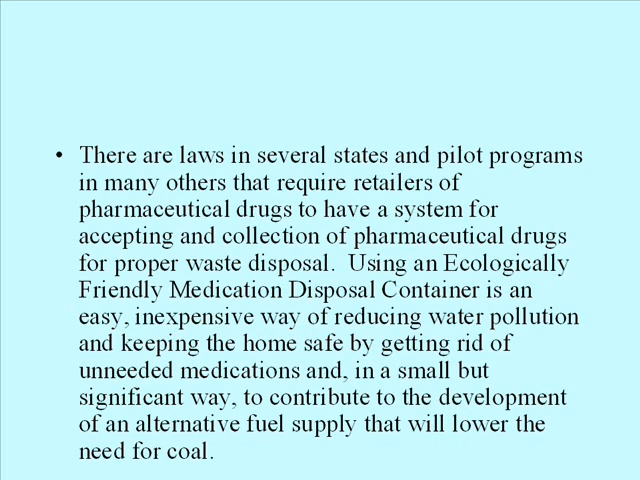 • There are laws in several states and pilot programs
in many others that require retailers of
pharmaceutical drugs to have a system for
accepting and collection of pharmaceutical drugs
for proper waste disposal.  Using an Ecologically
Friendly Medication Disposal Container is an
easy, inexpensive way of reducing water pollution
and keeping the home safe by getting rid of
unneeded medications and, in a small but
significant way, to contribute to the development
of an alternative fuel supply that will lower the
need for coal.